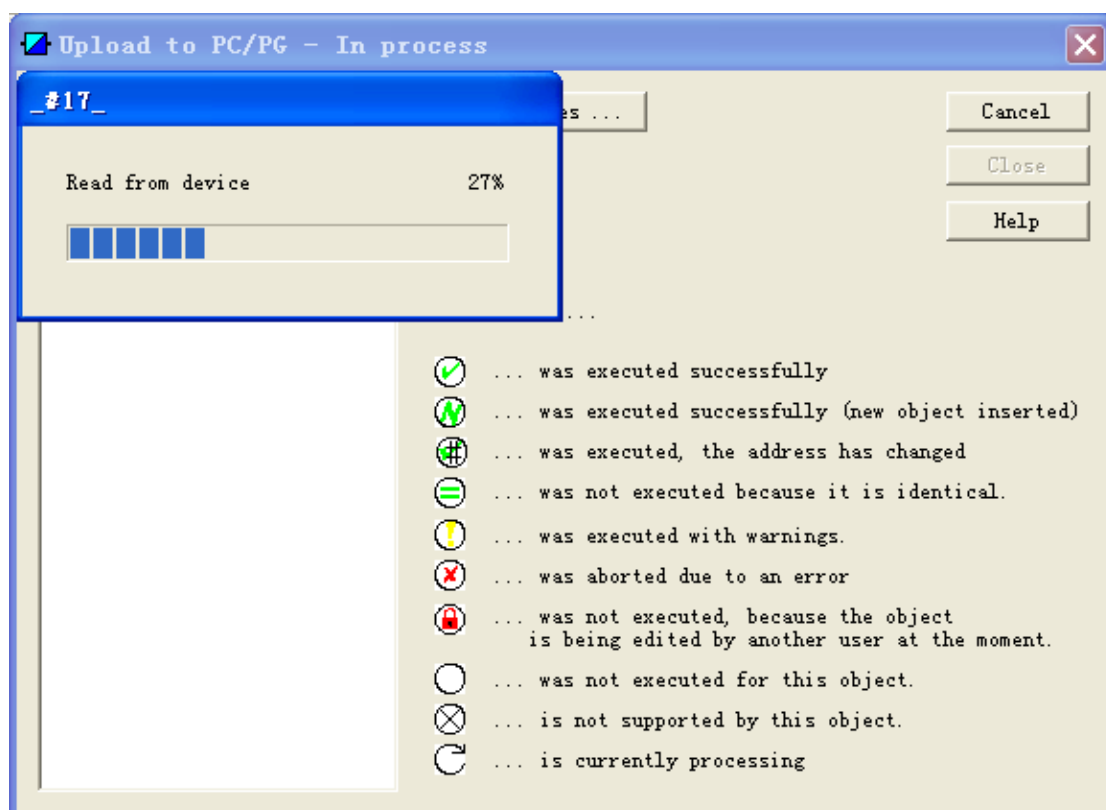 Upload to PC/PG - In process
_#17_
es ...
Cancel
Read from device 27%
Close
Help
...
... was executed successfully
... was executed successfully (new object inserted)
... was executed, the address has changed
... was not executed because it is identical.
... was executed with warnings.
... was aborted due to an error
... was not executed, because the object
is being edited by another user at the moment.
... was not executed for this object.
... is not supported by this object.
... is currently processing